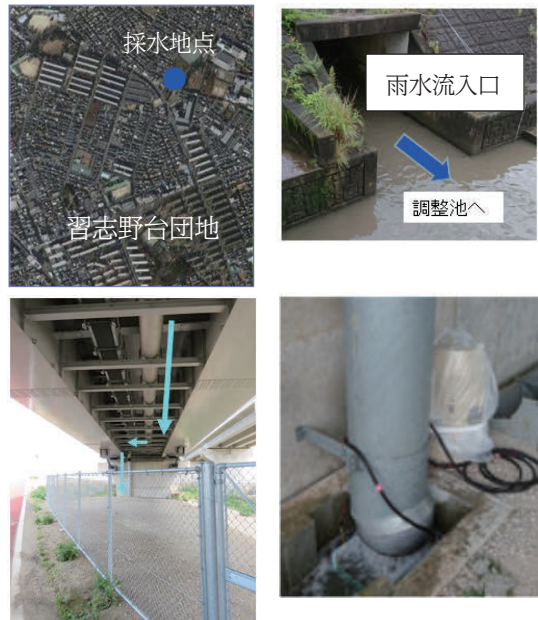 採水地点
習志野台団地
雨水流入口
調整池へ